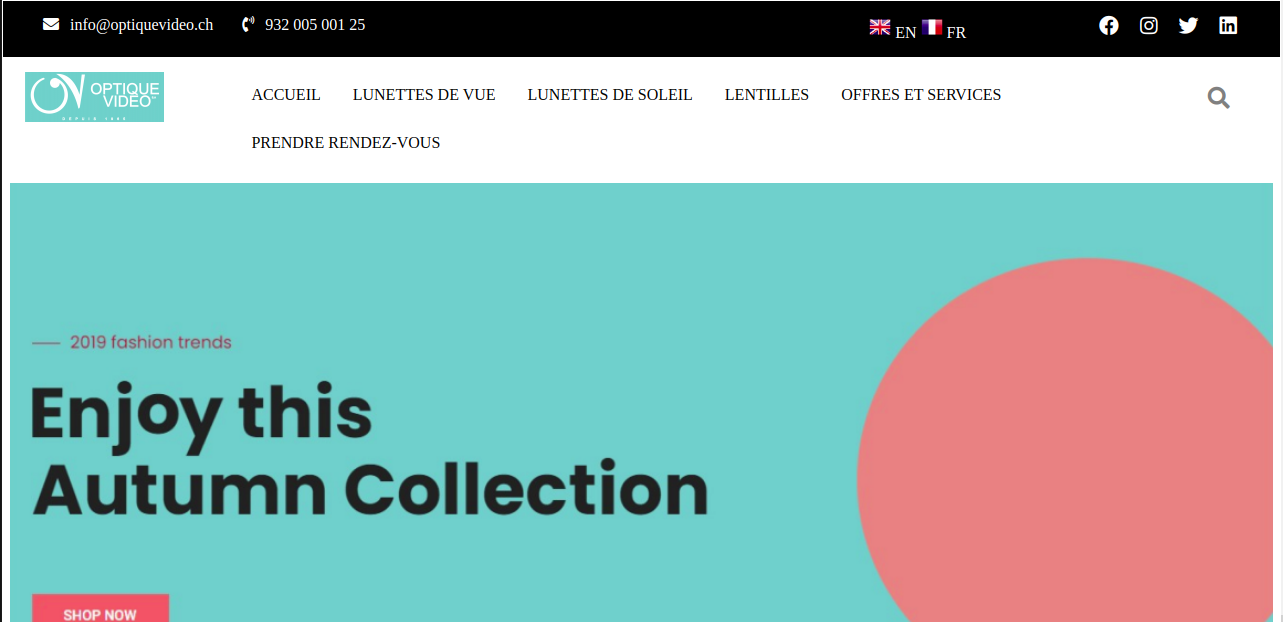 info@optiquevideo.ch 932 005 001 25 EN FR
OPTIQUE
VIDEO
DEPUIS 1985
ACCUEIL LUNETTES DE VUE LUNETTES DE SOLEIL LENTILLES OFFRES ET SERVICES
PRENDRE RENDEZ-VOUS
2019 fashion trends
Enjoy this
Autumn Collection
SHOP NOW